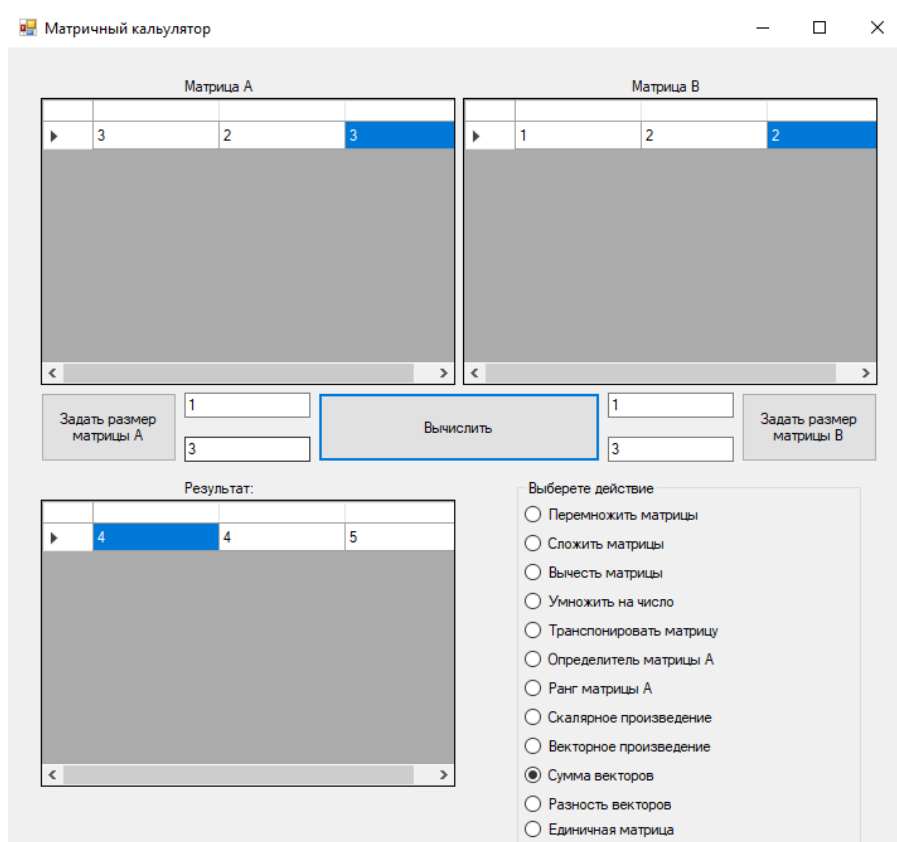 Матричный кальулятор
Матрица A
Матрица B
3 2 3
1 2 2
Задать размер
матрицы A
1
3
Вычислить
1
3
Задать размер
матрицы B
Результат:
4 4 5
Выберете действие
Перемножить матрицы
Сложить матрицы
Вычесть матрицы
Умножить на число
Транспонировать матрицу
Определитель матрицы A
Ранг матрицы A
Скалярное произведение
Векторное произведение
Сумма векторов
Разность векторов
Единичная матрица